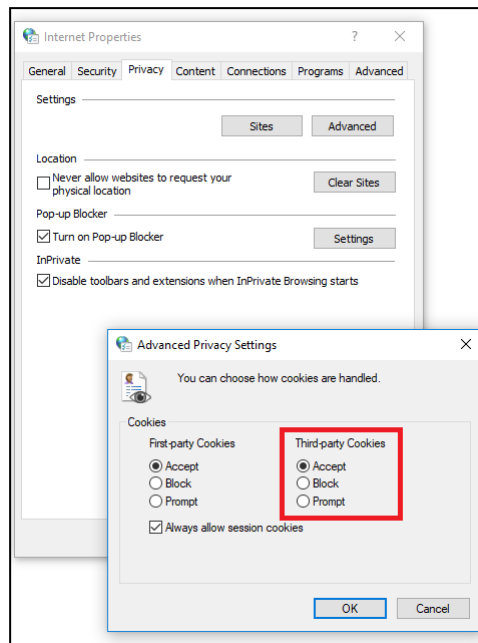 Internet Properties
General Security Privacy Content Connections Programs Advanced
Settings
Sites Advanced
Location
Never allow websites to request your
physical location
Clear Sites
Pop-up Blocker
Turn on Pop-up Blocker
Settings
InPrivate
Disable toolbars and extensions when InPrivate Browsing starts
Advanced Privacy Settings
You can choose how cookies are handled.
Cookies
First-party Cookies
Accept
Block
Prompt
Third-party Cookies
Accept
Block
Prompt
Always allow session cookies
OK Cancel